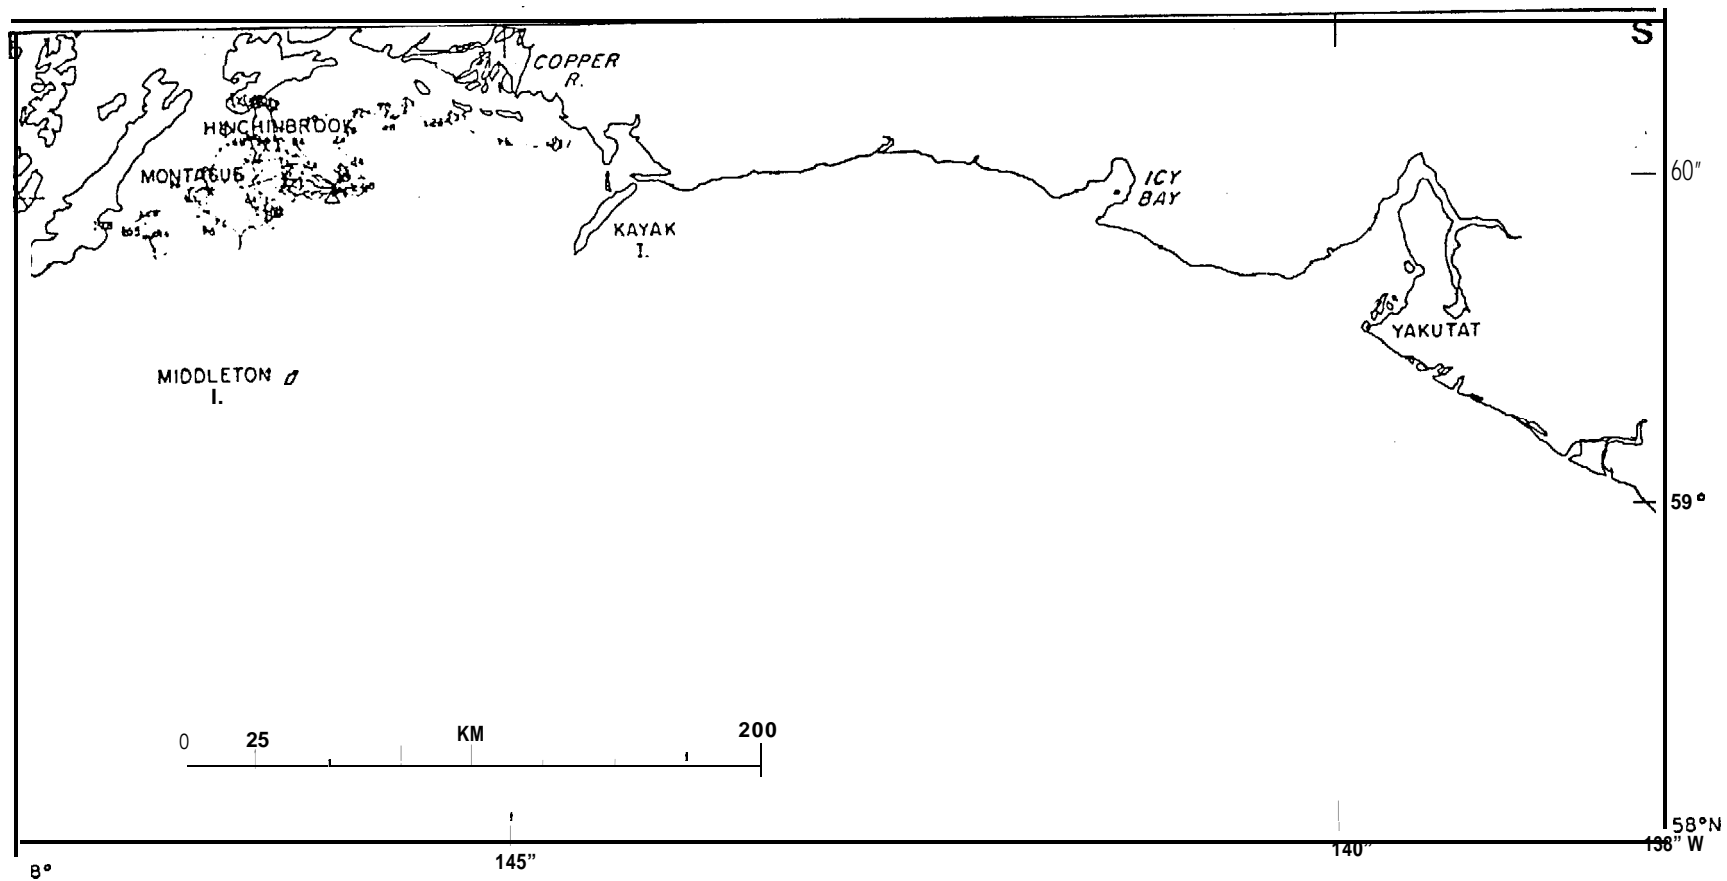 S
COPPER
R.
HINCHINBROOK
MONTAGUE
60"
ICY
BAY
KAYAK
I.
YAKUTAT
MIDDLETON
I.
59°
0 25 KM 200
58°N
138" W
8°
145"
140"